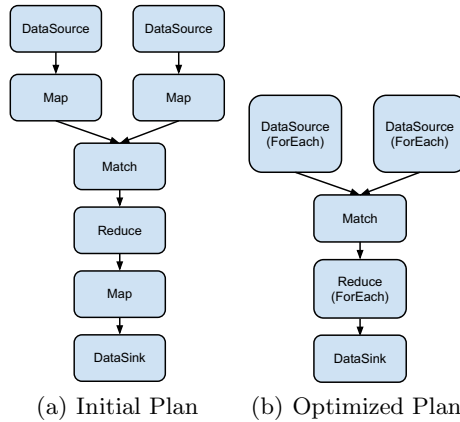 DataSource
DataSource
Map
Map
Match
Reduce
Map
DataSink
(a) Initial Plan
DataSource
(ForEach)
DataSource
(ForEach)
Match
Reduce
(ForEach)
DataSink
(b) Optimized Plan